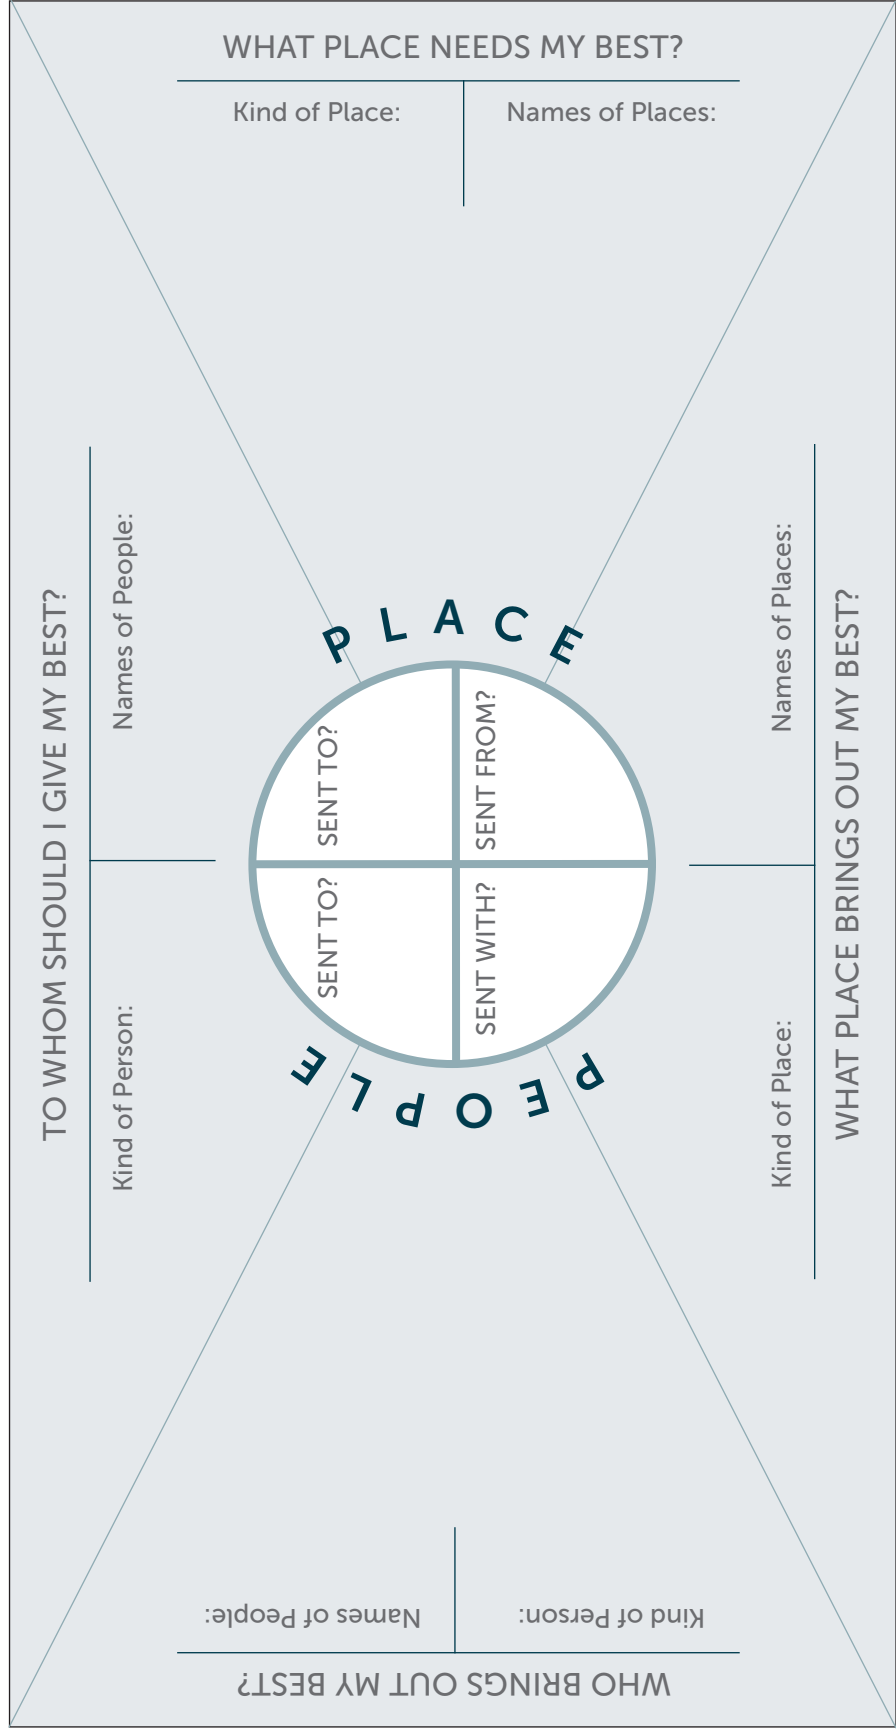 WHAT PLACE NEEDS MY BEST?
Kind of Place:
Names of Places:
TO WHOM SHOULD I GIVE MY BEST?
Kind of Person:
Names of People:
PLACE
SENT TO?
SENT FROM?
SENT TO?
SENT WITH?
PEOPLE
WHAT PLACE BRINGS OUT MY BEST?
Kind of Place:
Names of Places:
WHO BRINGS OUT MY BEST?
Kind of Person:
Names of People: